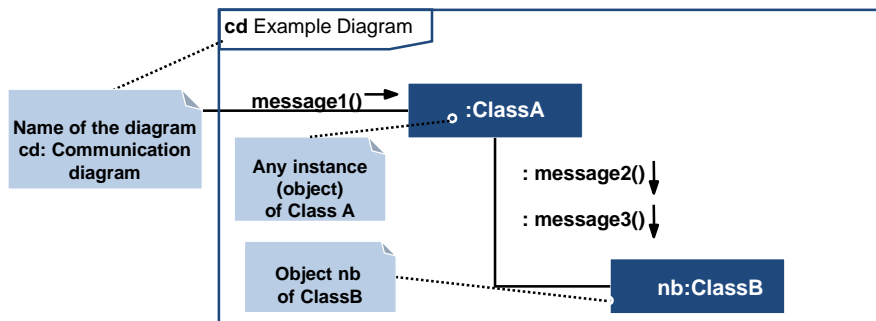 cd Example Diagram
message1()
:ClassA
Name of the diagram
cd: Communication
diagram
Any instance
(object)
of Class A
: message2()
: message3()
Object nb
of ClassB
nb:ClassB